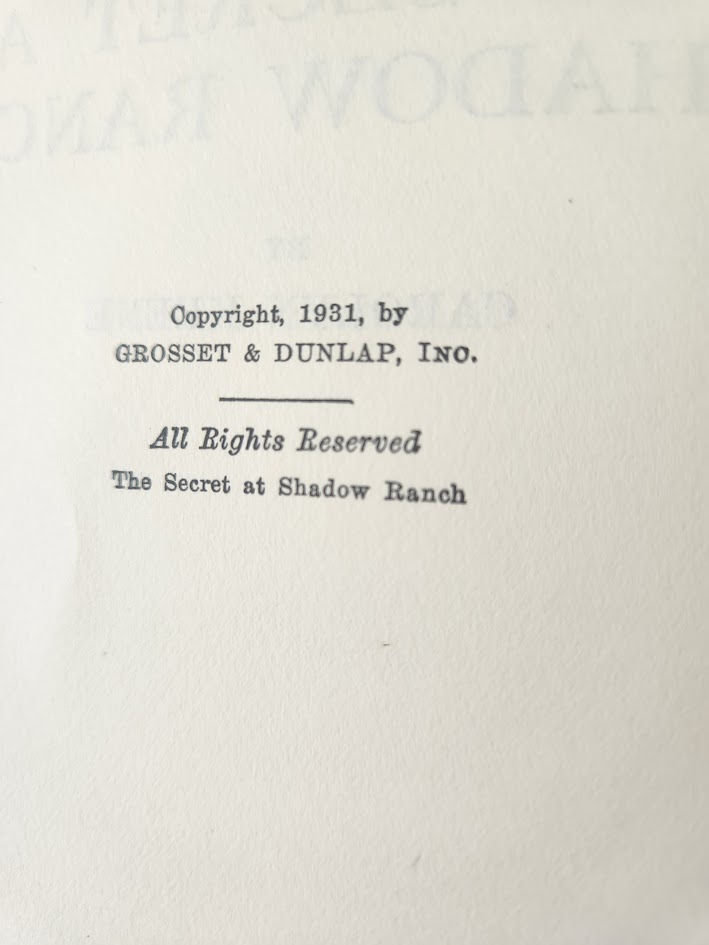 Copyright, 1931, by
GROSSET & DUNLAP, INC.
All Rights Reserved
The Secret at Shadow Ranch